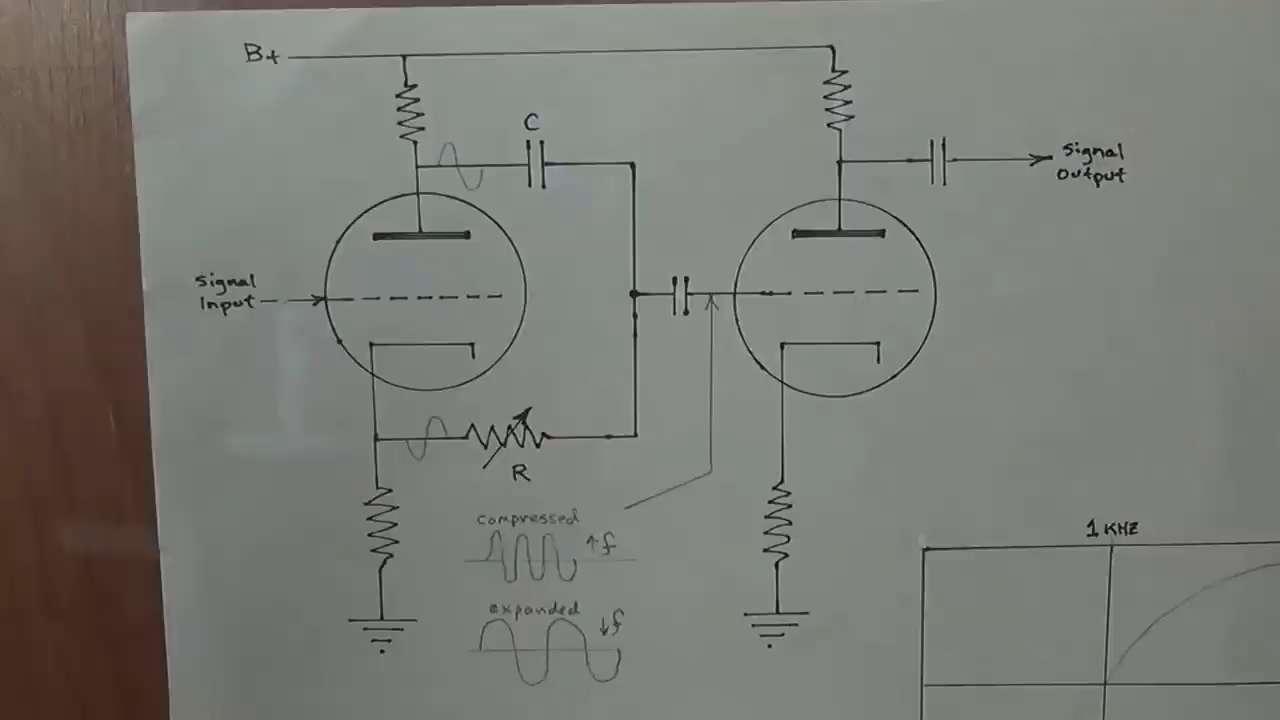 B+
C
Signal
Output
Signal
Input
R
compressed
↑f
1 KHZ
expanded
↓f